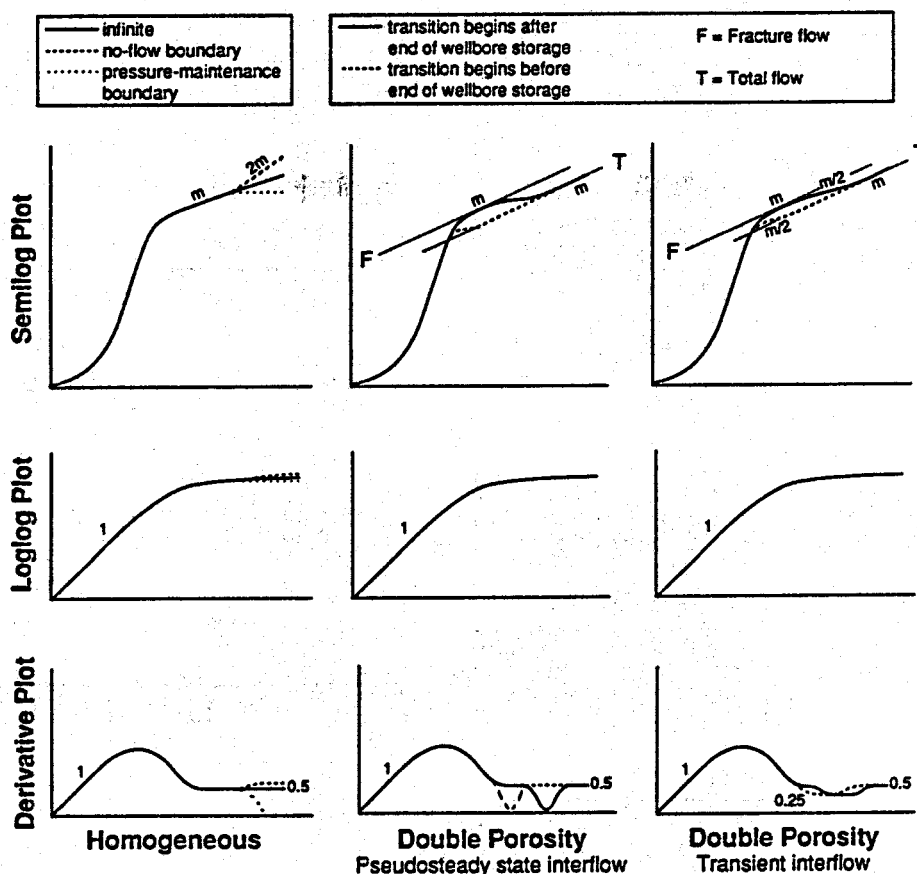 infinite
no-flow boundary
pressure-maintenance
boundary
transition begins after
end of wellbore storage
transition begins before
end of wellbore storage
F = Fracture flow
T = Total flow
Semilog Plot
m
2m
F
m
T
m
F
m
m/2
m
m/2
Loglog Plot
1
1
1
Derivative Plot
1
0.5
1
0.5
1
0.25
0.5
Homogeneous
Double Porosity
Pseudosteady state interflow
Double Porosity
Transient interflow